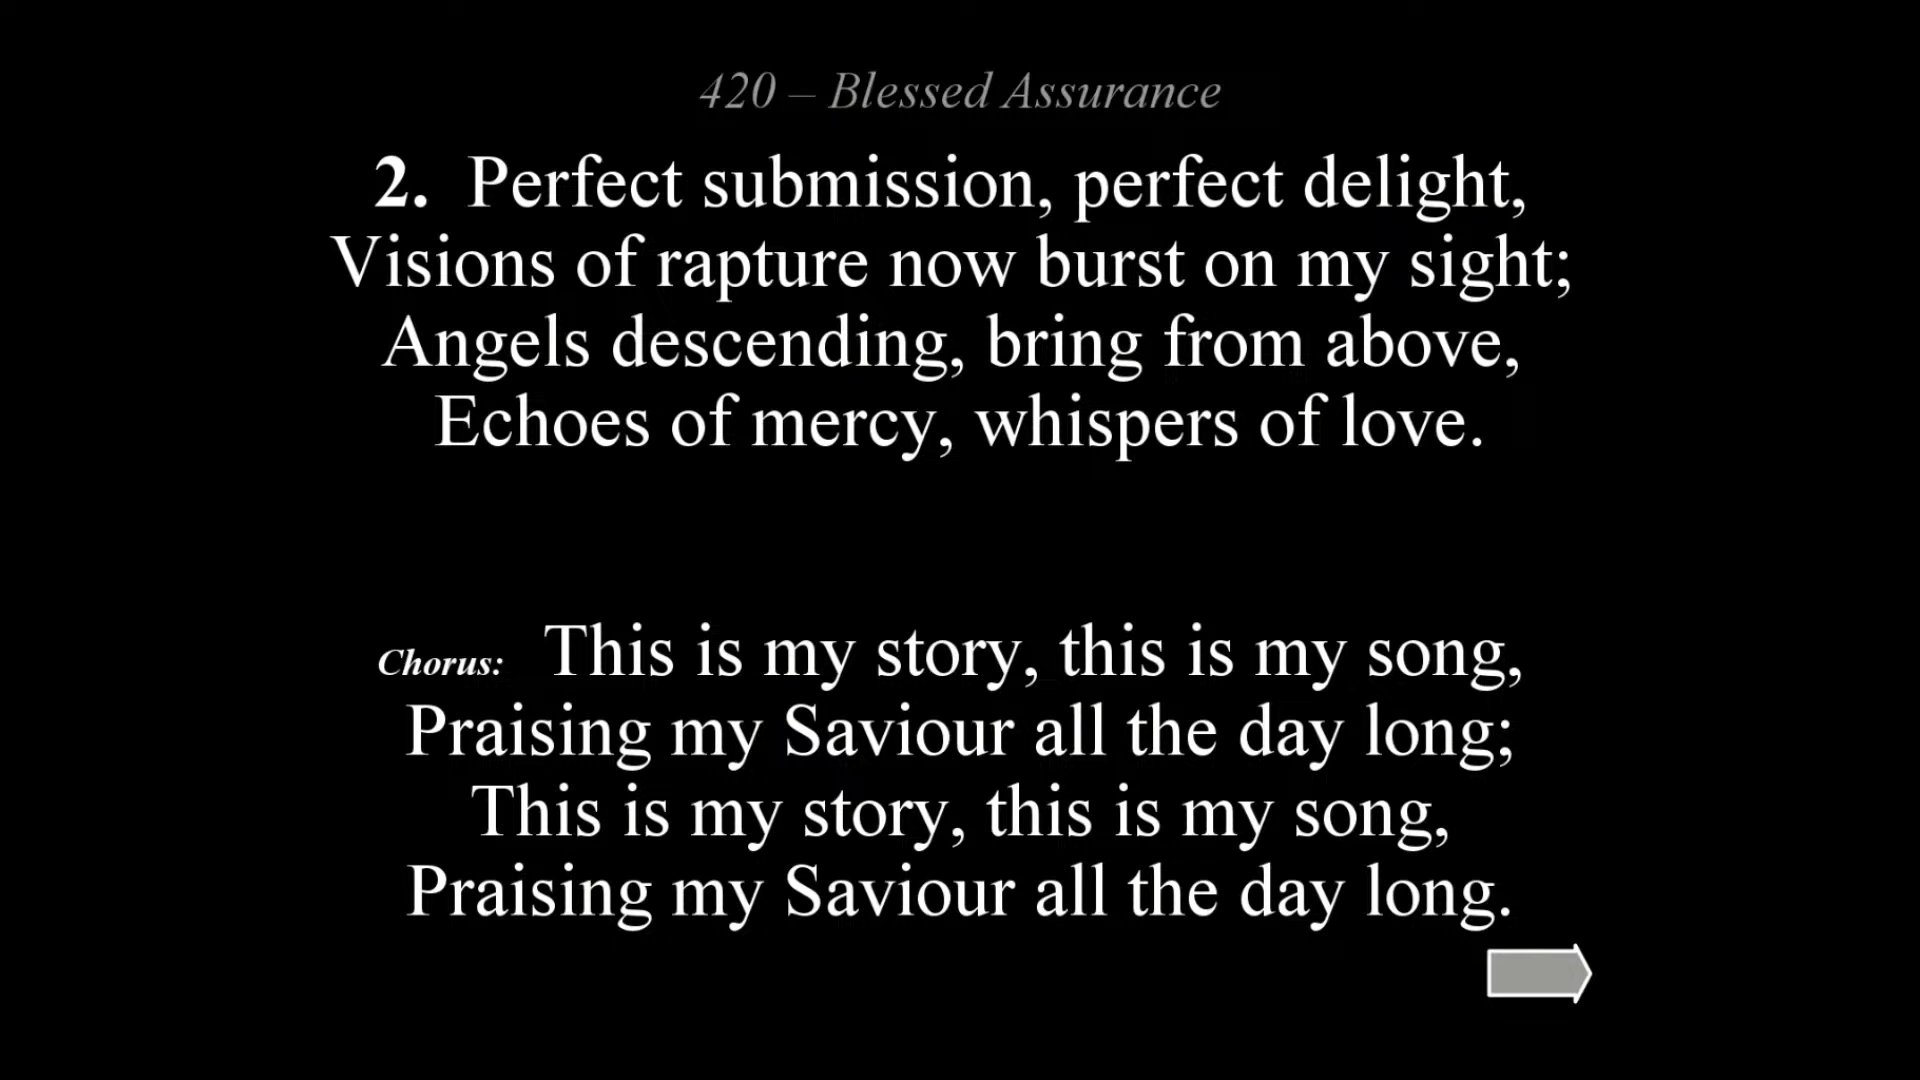 420 – Blessed Assurance
2. Perfect submission, perfect delight,
Visions of rapture now burst on my sight;
Angels descending, bring from above,
Echoes of mercy, whispers of love.
Chorus: This is my story, this is my song,
Praising my Saviour all the day long;
This is my story, this is my song,
Praising my Saviour all the day long.